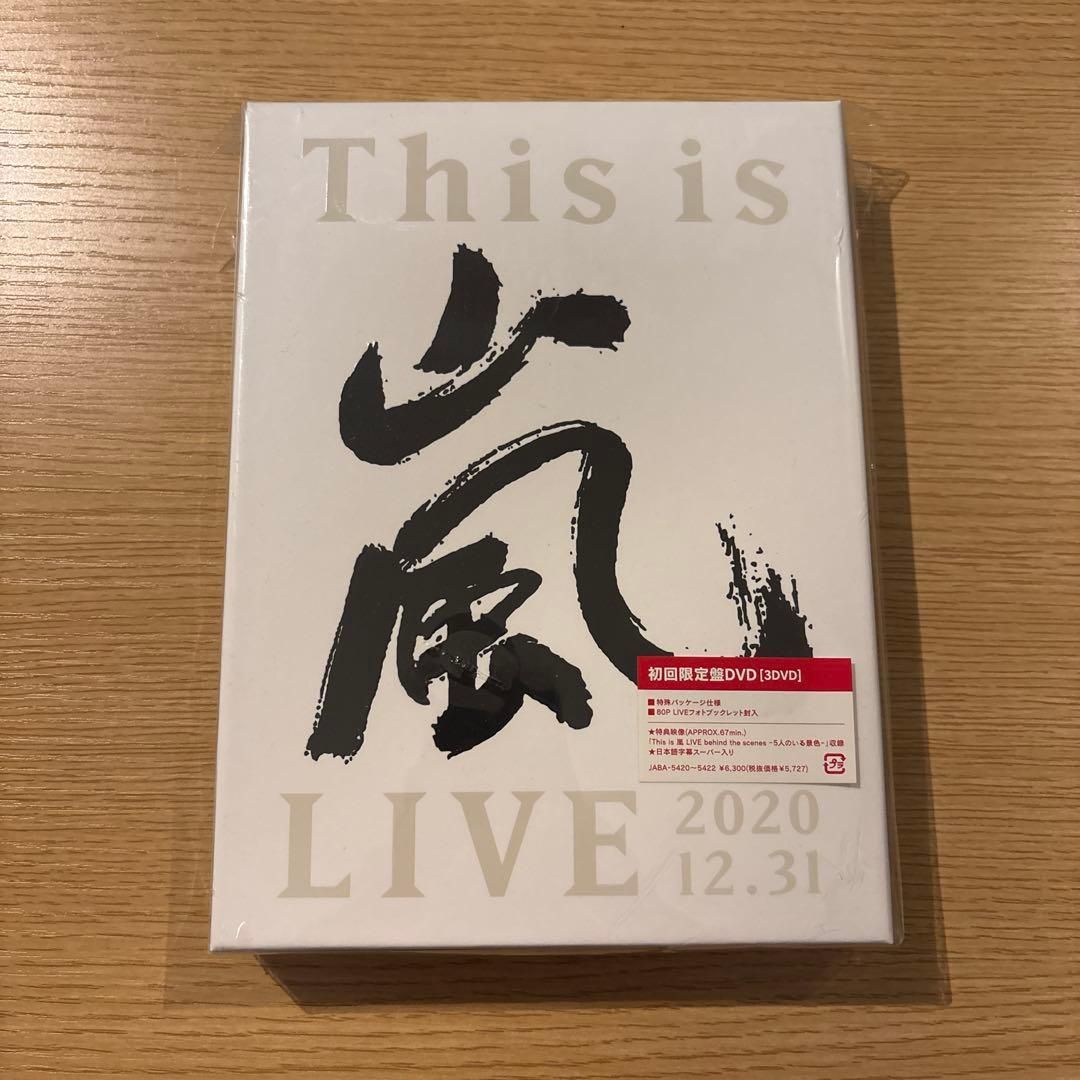 This is
嵐
LIVE
2020
12.31
初回限定盤DVD [3DVD]
■特殊パッケージ仕様
■80P LIVEフォトブックレット封入
★特典映像(APPROX.67min.)
「This is 嵐 LIVE behind the scenes -5人のいる景色-」収録
★日本語字幕スーパー入り
JABA-5420～5422 ¥6,300(税抜価格¥5,727)
プラ